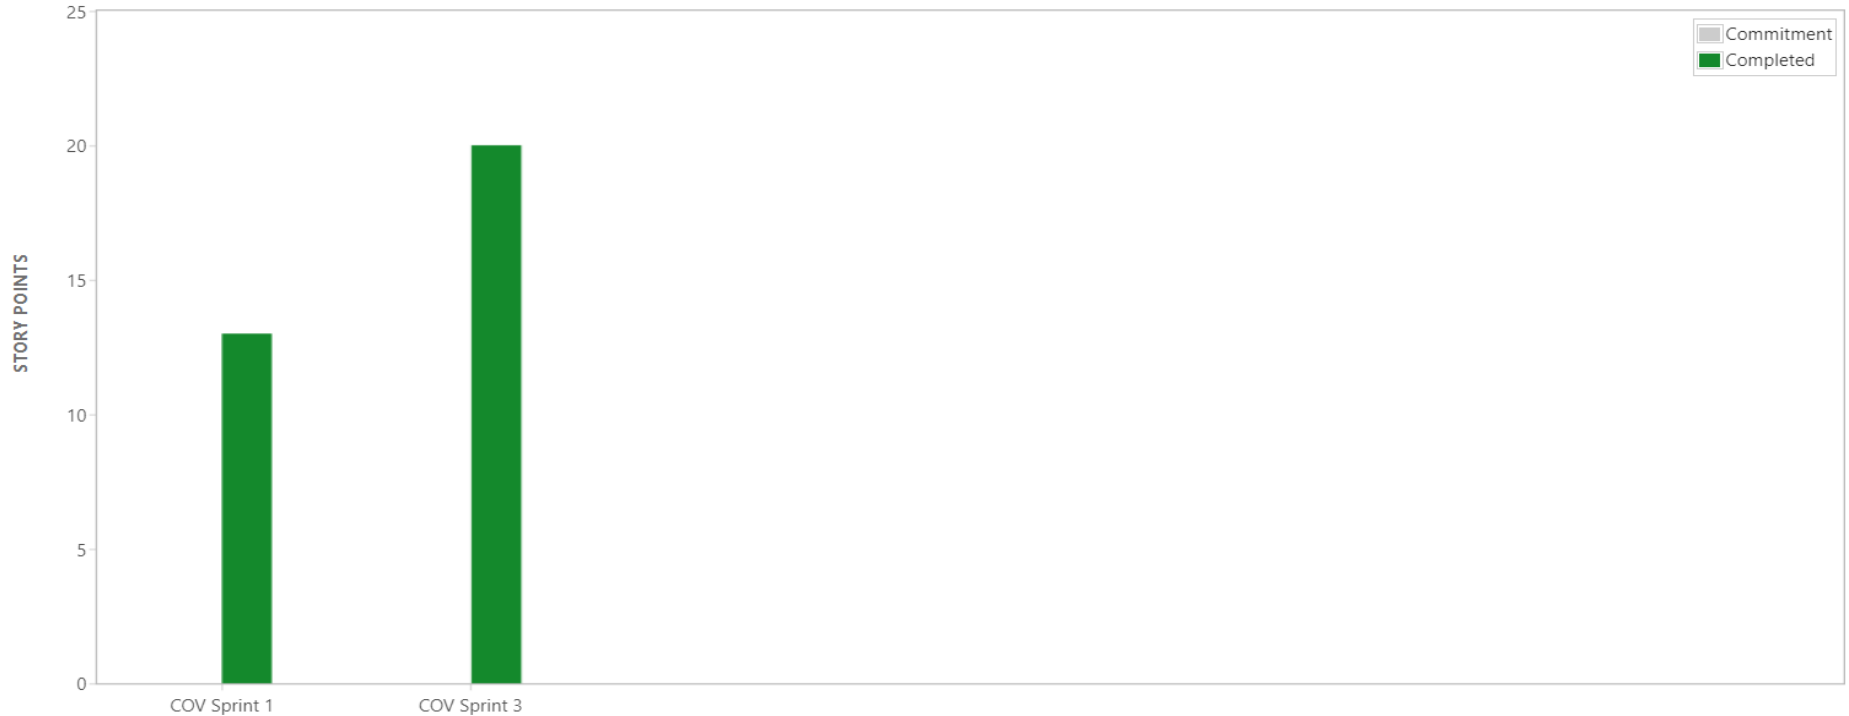 25
20
15
10
5
0
STORY POINTS
Commitment
Completed
COV Sprint 1
COV Sprint 3